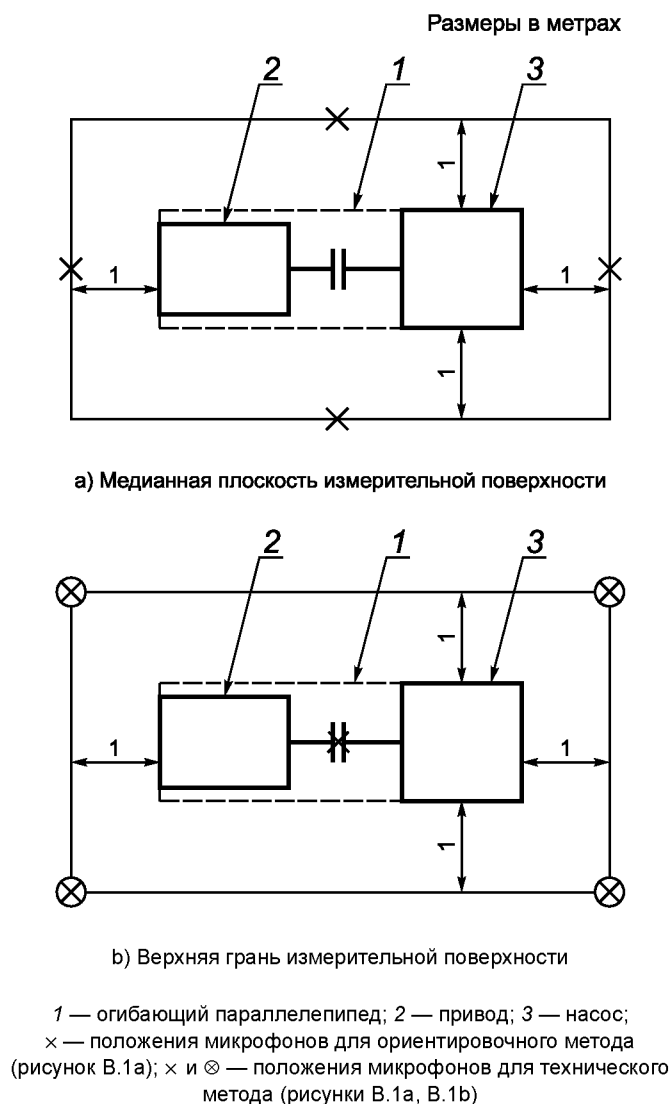 Размеры в метрах
2 1 3
1
1 1
1
a) Медианная плоскость измерительной поверхности
2 1 3
1
1 1
1
b) Верхняя грань измерительной поверхности
1 — огибающий параллелепипед; 2 — привод; 3 — насос;
× — положения микрофонов для ориентировочного метода
(рисунок В.1а); × и ⊗ — положения микрофонов для технического
метода (рисунки В.1а, В.1b)